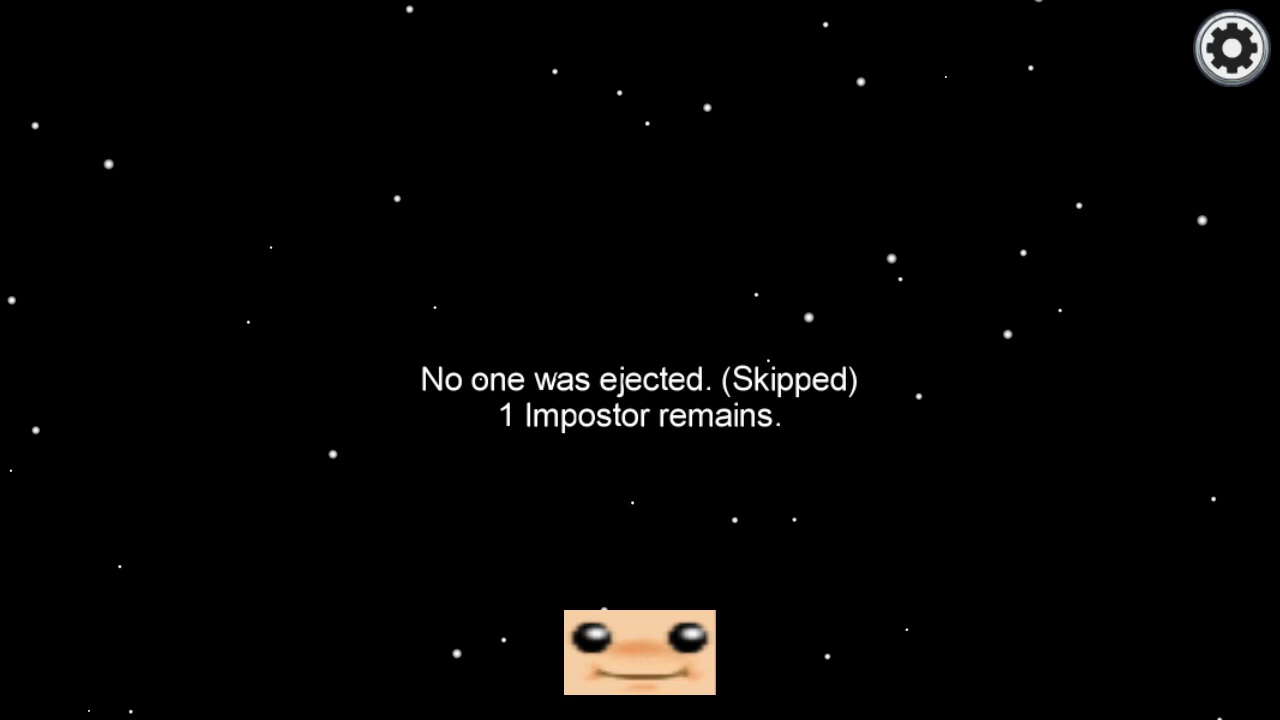 No one was ejected. (Skipped)
1 Impostor remains.